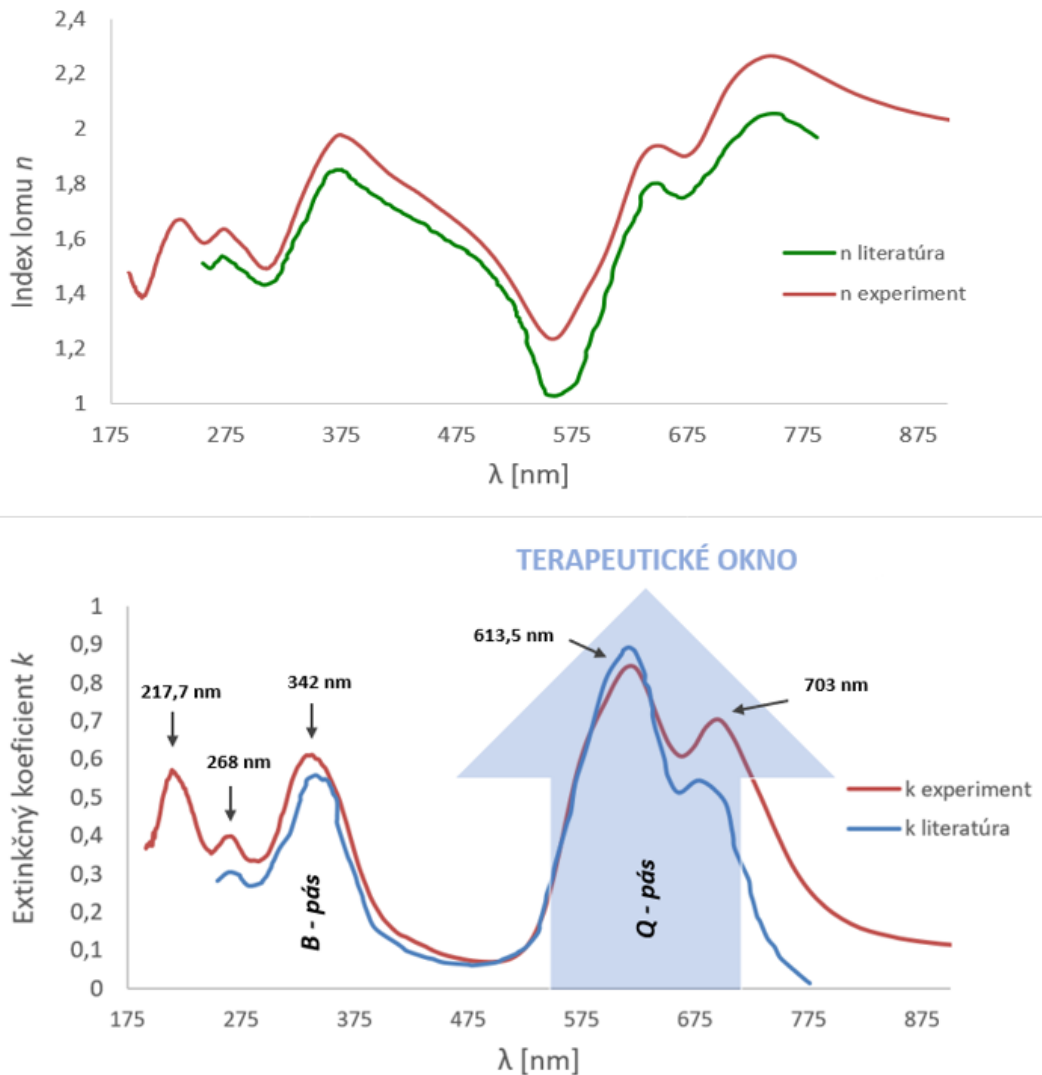 2,4
2,2
2
1,8
1,6
1,4
1,2
1
Index lomu n
175 275 375 475 575 675 775 875
λ [nm]
n literatúra
n experiment
TERAPEUTICKÉ OKNO
1
0,9
0,8
0,7
0,6
0,5
0,4
0,3
0,2
0,1
0
Extinkčný koeficient k
217,7 nm
268 nm
342 nm
613,5 nm
703 nm
B - pás
Q - pás
k experiment
k literatúra
175 275 375 475 575 675 775 875
λ [nm]